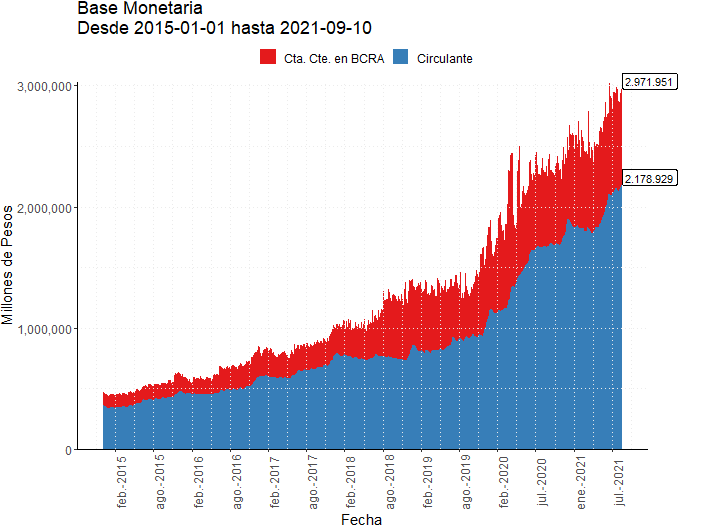 Base Monetaria
Desde 2015-01-01 hasta 2021-09-10
Cta. Cte. en BCRA
Circulante
Millones de Pesos
3,000,000
2,000,000
1,000,000
0
2.971.951
2.178.929
feb.-2015
ago.-2015
feb.-2016
ago.-2016
feb.-2017
ago.-2017
feb.-2018
ago.-2018
feb.-2019
ago.-2019
feb.-2020
jul.-2020
ene.-2021
jul.-2021
Fecha